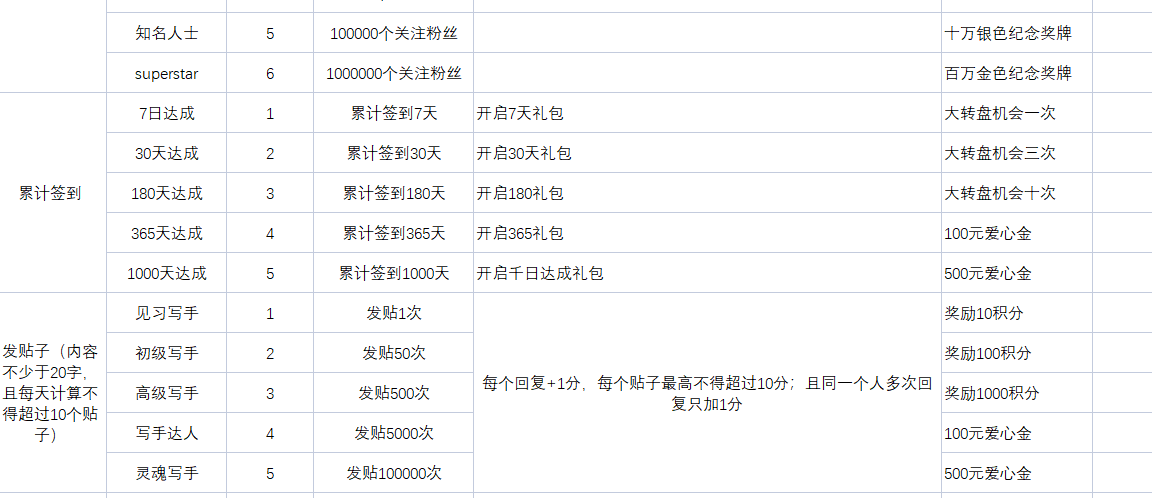 知名人士 5 100000个关注粉丝 十万银色纪念奖牌
superstar 6 1000000个关注粉丝 百万金色纪念奖牌
累计签到
7日达成 1 累计签到7天 开启7天礼包 大转盘机会一次
30天达成 2 累计签到30天 开启30天礼包 大转盘机会三次
180天达成 3 累计签到180天 开启180礼包 大转盘机会十次
365天达成 4 累计签到365天 开启365礼包 100元爱心金
1000天达成 5 累计签到1000天 开启千日达成礼包 500元爱心金
发贴子（内容
不少于20字，
且每天计算不
得超过10个贴
子）
见习写手 1 发贴1次 奖励10积分
初级写手 2 发贴50次 奖励100积分
高级写手 3 发贴500次 奖励1000积分
写手达人 4 发贴5000次 100元爱心金
灵魂写手 5 发贴100000次 500元爱心金
每个回复+1分，每个贴子最高不得超过10分；且同一个人多次回
复只加1分